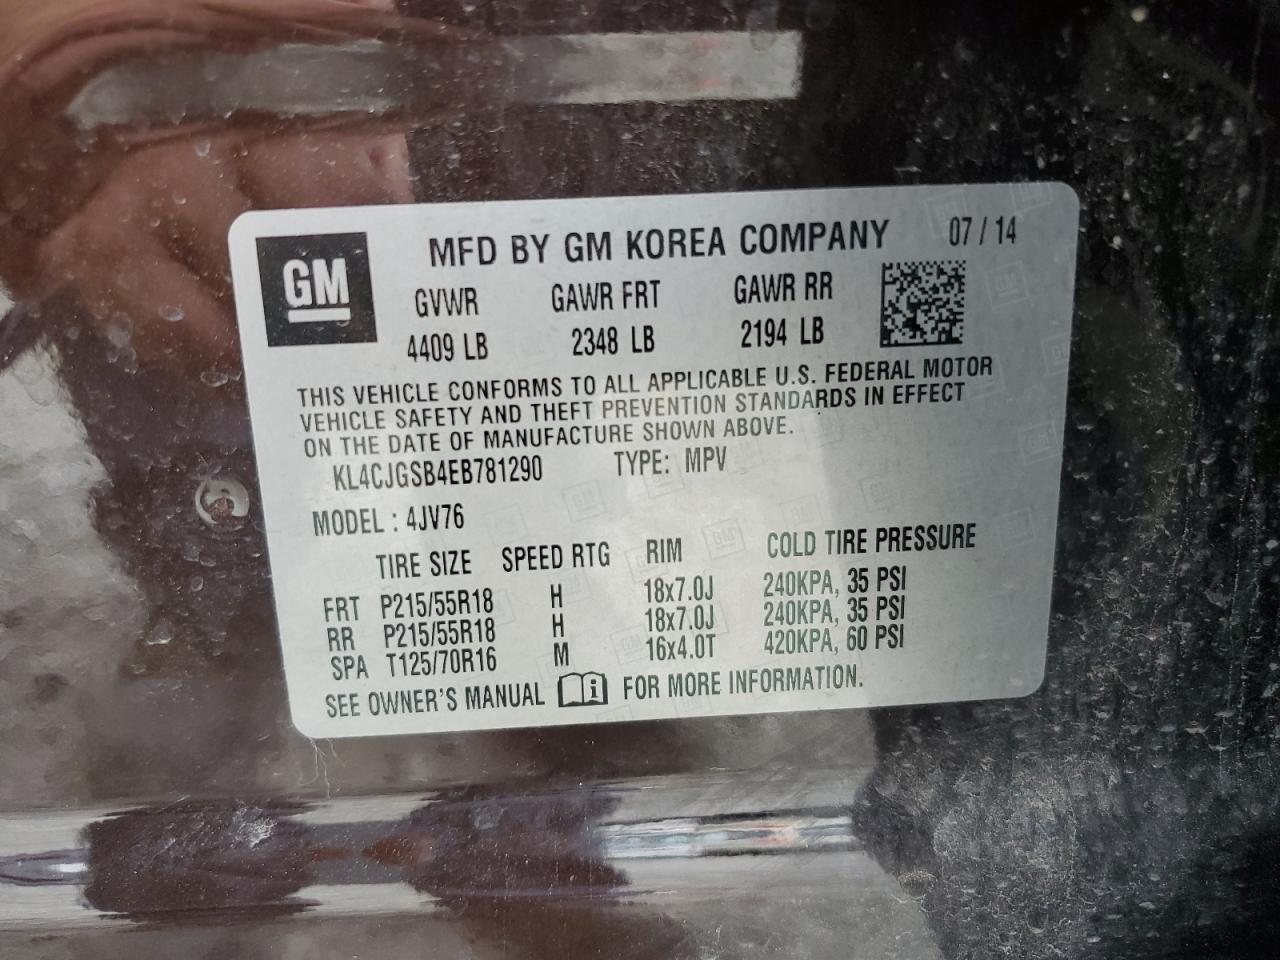 GM
MFD BY GM KOREA COMPANY 07 / 14
GVWR GAWR FRT GAWR RR
4409 LB 2348 LB 2194 LB
THIS VEHICLE CONFORMS TO ALL APPLICABLE U.S. FEDERAL MOTOR
VEHICLE SAFETY AND THEFT PREVENTION STANDARDS IN EFFECT
ON THE DATE OF MANUFACTURE SHOWN ABOVE.
KL4CJGSB4EB781290 TYPE: MPV
MODEL : 4JV76
TIRE SIZE SPEED RTG RIM COLD TIRE PRESSURE
FRT P215/55R18 H 18x7.0J 240KPA, 35 PSI
RR P215/55R18 H 18x7.0J 240KPA, 35 PSI
SPA T125/70R16 M 16x4.0T 420KPA, 60 PSI
SEE OWNER'S MANUAL i FOR MORE INFORMATION.